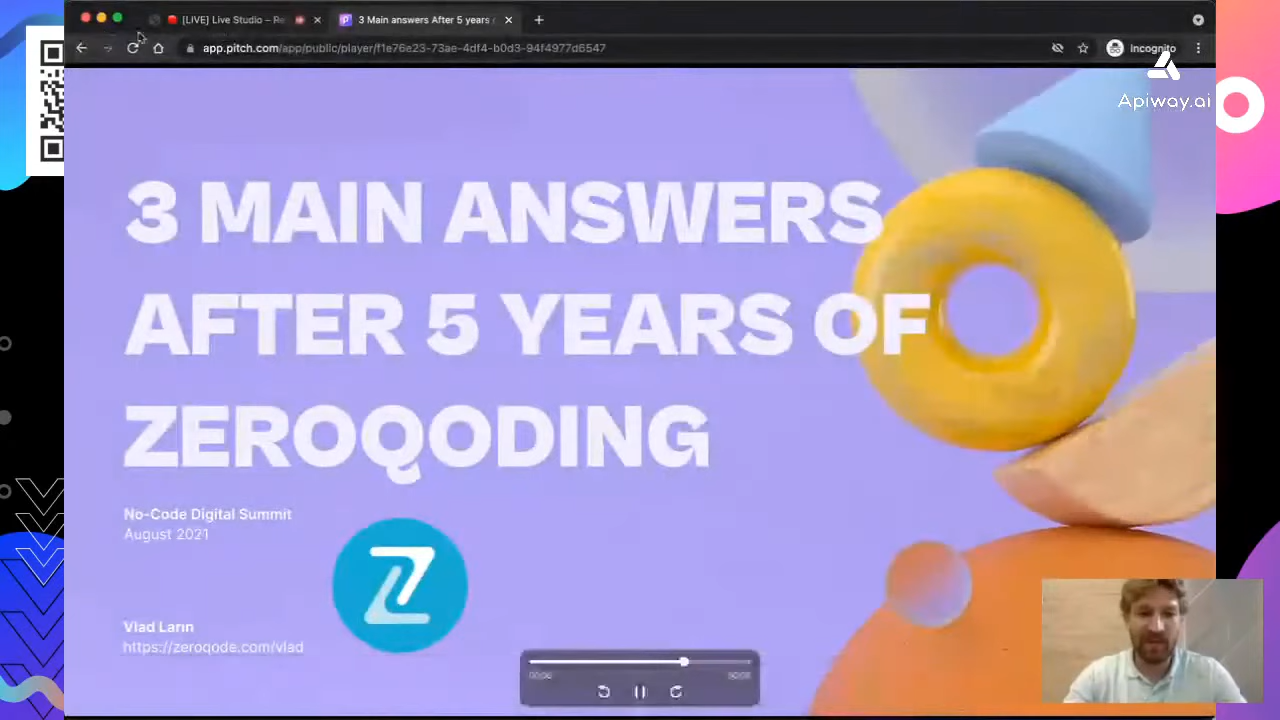 [LIVE] Live Studio – Re
3 Main answers After 5 years
app.pitch.com/app/public/player/f1e76e23-73ae-4df4-b0d3-94f4977d6547
Incognito
Apiway.ai
3 MAIN ANSWERS
AFTER 5 YEARS OF
ZEROQODING
No-Code Digital Summit
August 2021
Vlad Larin
https://zeroqode.com/vlad